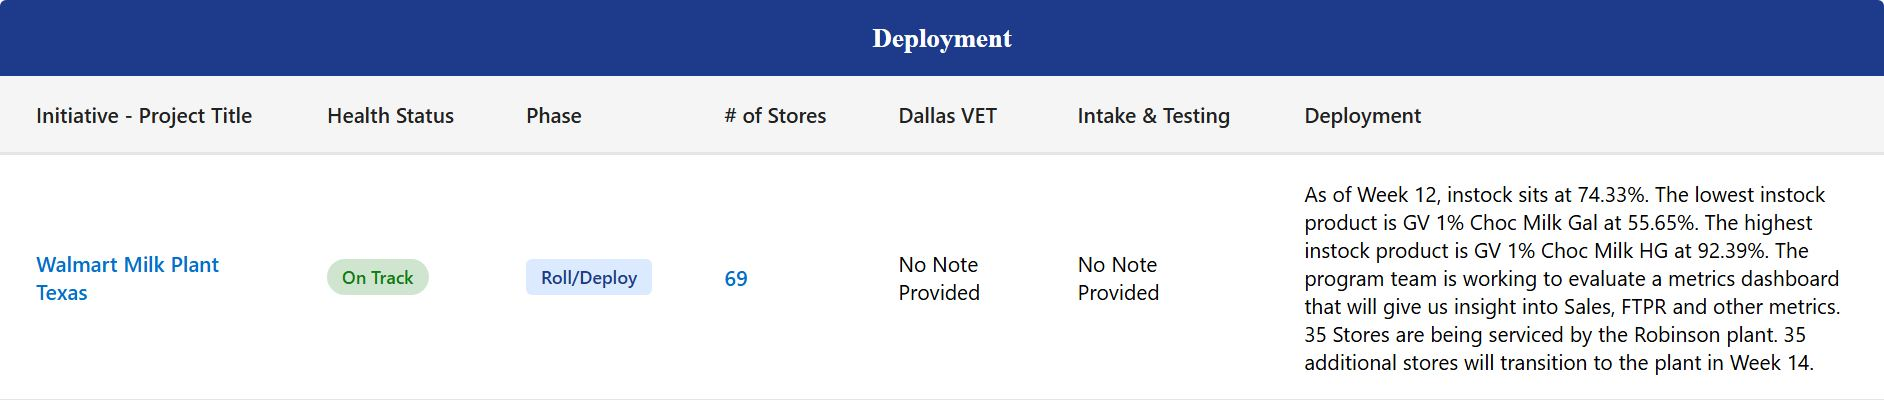 Deployment
Initiative - Project Title
Health Status
Phase
# of Stores
Dallas VET
Intake & Testing
Deployment
Walmart Milk Plant
Texas
On Track
Roll/Deploy
69
No Note
Provided
No Note
Provided
As of Week 12, instock sits at 74.33%. The lowest instock
product is GV 1% Choc Milk Gal at 55.65%. The highest
instock product is GV 1% Choc Milk HG at 92.39%. The
program team is working to evaluate a metrics dashboard
that will give us insight into Sales, FTPR and other metrics.
35 Stores are being serviced by the Robinson plant. 35
additional stores will transition to the plant in Week 14.